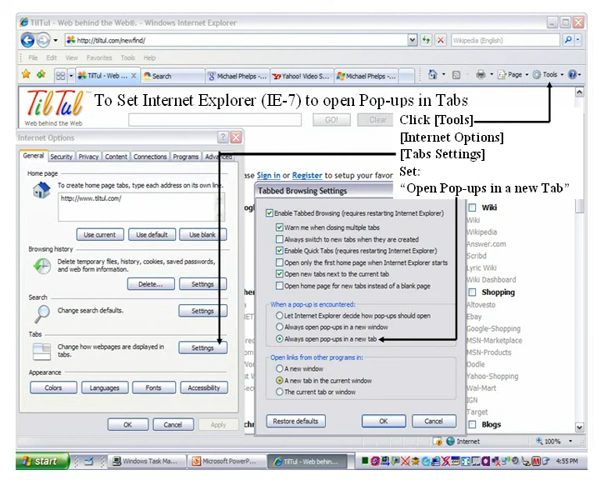 TilTul - Web behind the Web®. - Windows Internet Explorer
http://tiltul.com/newfind/
Wikipedia (English)
File Edit View Favorites Tools Help
TilTul - Web ... Search Michael Phelps -... Yahoo! Video S... Michael Phelps -... Page Tools
TilTul
Web behind the Web
To Set Internet Explorer (IE-7) to open Pop-ups in Tabs
GO! Clear
Click [Tools]
[Internet Options]
[Tabs Settings]
Set:
“Open Pop-ups in a new Tab”
Internet Options
General Security Privacy Content Connections Programs Advanced
Home page
To create home page tabs, type each address on its own line.
http://www.tiltul.com/
Use current Use default Use blank
Browsing history
Delete temporary files, history, cookies, saved passwords,
and web form information.
Delete... Settings
Search
Change search defaults. Settings
Tabs
Change how webpages are displayed in
tabs.
Settings
Appearance
Colors Languages Fonts Accessibility
OK Cancel Apply
Sign in or Register to setup your favor
Tabbed Browsing Settings
Enable Tabbed Browsing (requires restarting Internet Explorer)
Warn me when closing multiple tabs
Always switch to new tabs when they are created
Enable Quick Tabs (requires restarting Internet Explorer)
Open only the first home page when Internet Explorer starts
Open new tabs next to the current tab
Open home page for new tabs instead of a blank page
When a pop-up is encountered:
Let Internet Explorer decide how pop-ups should open
Always open pop-ups in a new window
Always open pop-ups in a new tab
Open links from other programs in:
A new window
A new tab in the current window
The current tab or window
Restore defaults OK Cancel
Wiki
Wiki
Wikipedia
Answer.com
Scribd
Lyric Wiki
Wiki Dashboard
Shopping
Altovesto
Ebay
Google-Shopping
MSN-Marketplace
MSN-Products
Oodle
Yahoo-Shopping
Wal-Mart
IGN
Target
Blogs
Internet 100%
start Windows Task Ma... Microsoft PowerP... TilTul - Web behin... 4:55 PM